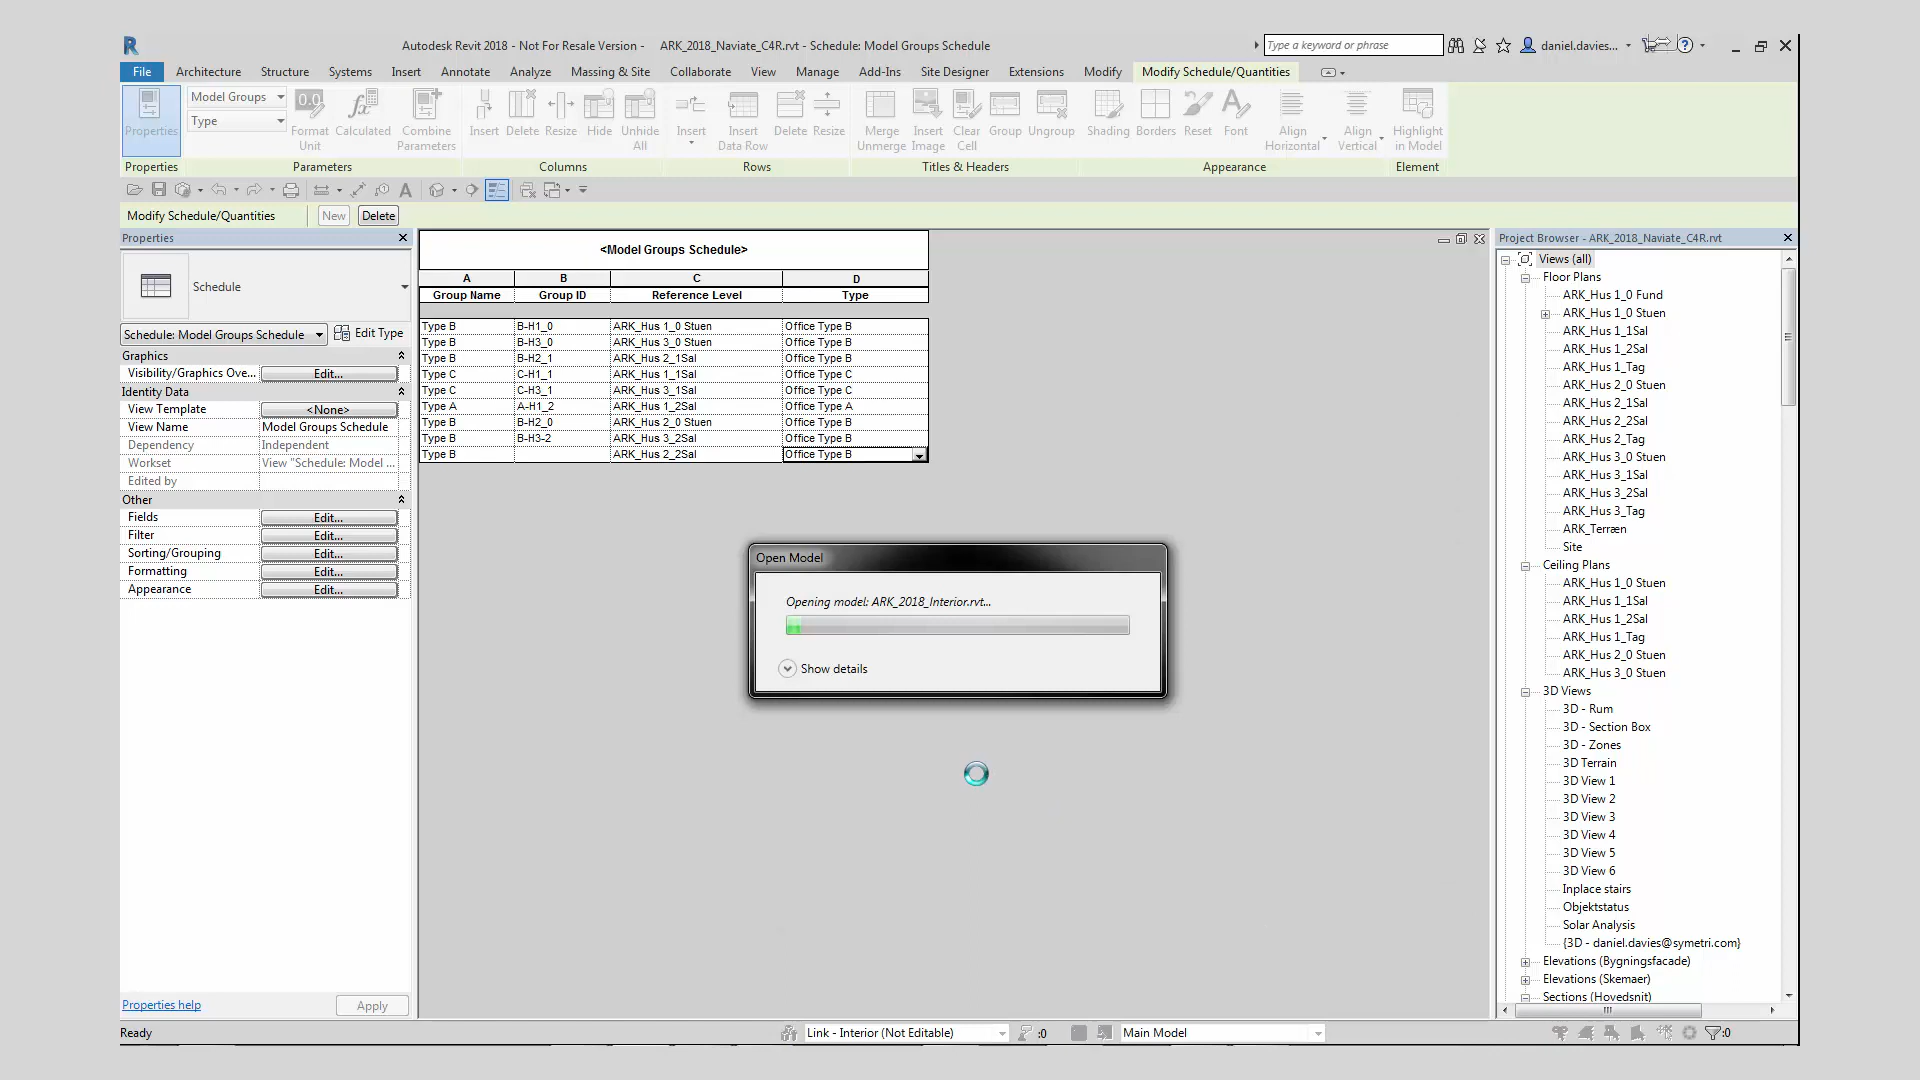 Autodesk Revit 2018 - Not For Resale Version - ARK_2018_Naviate_C4R.rvt - Schedule: Model Groups Schedule
Type a keyword or phrase
daniel.davies...
File Architecture Structure Systems Insert Annotate Analyze Massing & Site Collaborate View Manage Add-Ins Site Designer Extensions Modify Modify Schedule/Quantities
Model Groups
Type
Properties
Format Unit
Calculated
Combine Parameters
Insert Delete Resize Hide Unhide All
Insert
Insert Data Row
Delete Resize
Merge Unmerge
Insert Image
Clear Cell
Group Ungroup
Shading Borders Reset Font
Align Horizontal
Align Vertical
Highlight in Model
Properties Parameters Columns Rows Titles & Headers Appearance Element
Modify Schedule/Quantities New Delete
Properties
Schedule
Schedule: Model Groups Schedule Edit Type
Graphics
Visibility/Graphics Ove... Edit...
Identity Data
View Template <None>
View Name Model Groups Schedule
Dependency Independent
Workset View "Schedule: Model ...
Edited by
Other
Fields Edit...
Filter Edit...
Sorting/Grouping Edit...
Formatting Edit...
Appearance Edit...
Properties help Apply
<Model Groups Schedule>
A B C D
Group Name Group ID Reference Level Type
Type B B-H1_0 ARK_Hus 1_0 Stuen Office Type B
Type B B-H3_0 ARK_Hus 3_0 Stuen Office Type B
Type B B-H2_1 ARK_Hus 2_1Sal Office Type B
Type C C-H1_1 ARK_Hus 1_1Sal Office Type C
Type C C-H3_1 ARK_Hus 3_1Sal Office Type C
Type A A-H1_2 ARK_Hus 1_2Sal Office Type A
Type B B-H2_0 ARK_Hus 2_0 Stuen Office Type B
Type B B-H3-2 ARK_Hus 3_2Sal Office Type B
Type B ARK_Hus 2_2Sal Office Type B
Open Model
Opening model: ARK_2018_Interior.rvt...
Show details
Project Browser - ARK_2018_Naviate_C4R.rvt
Views (all)
Floor Plans
ARK_Hus 1_0 Fund
ARK_Hus 1_0 Stuen
ARK_Hus 1_1Sal
ARK_Hus 1_2Sal
ARK_Hus 1_Tag
ARK_Hus 2_0 Stuen
ARK_Hus 2_1Sal
ARK_Hus 2_2Sal
ARK_Hus 2_Tag
ARK_Hus 3_0 Stuen
ARK_Hus 3_1Sal
ARK_Hus 3_2Sal
ARK_Hus 3_Tag
ARK_Terræn
Site
Ceiling Plans
ARK_Hus 1_0 Stuen
ARK_Hus 1_1Sal
ARK_Hus 1_2Sal
ARK_Hus 1_Tag
ARK_Hus 2_0 Stuen
ARK_Hus 3_0 Stuen
3D Views
3D - Rum
3D - Section Box
3D - Zones
3D Terrain
3D View 1
3D View 2
3D View 3
3D View 4
3D View 5
3D View 6
Inplace stairs
Objektstatus
Solar Analysis
{3D - daniel.davies@symetri.com}
Elevations (Bygningsfacade)
Elevations (Skemaer)
Sections (Hovedsnit)
Ready Link - Interior (Not Editable) :0 Main Model :0